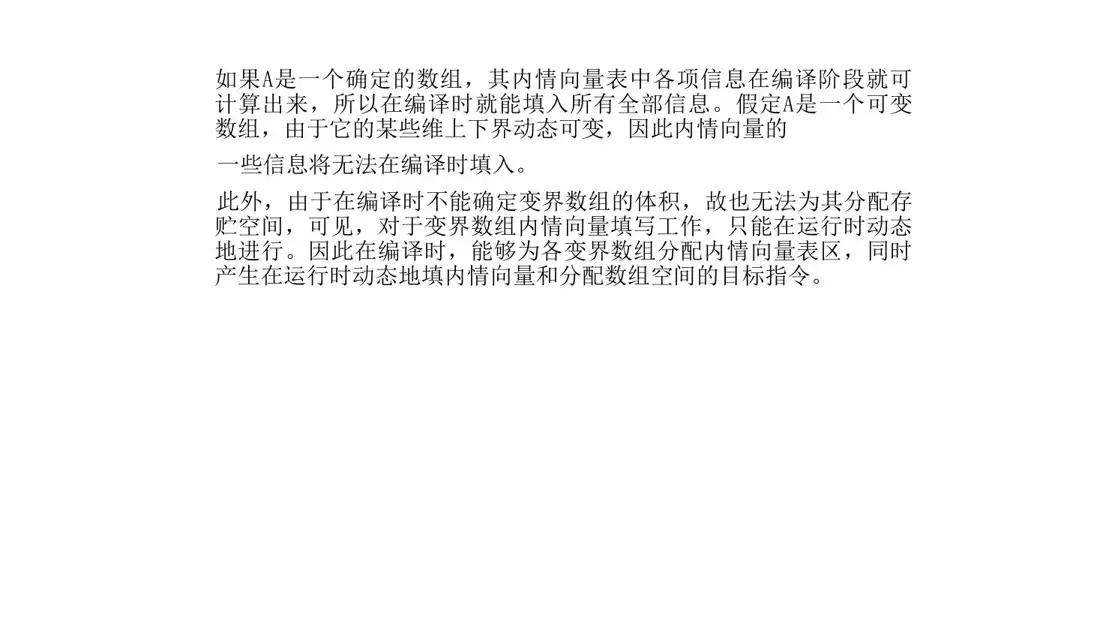 如果A是一个确定的数组，其内情向量表中各项信息在编译阶段就可
计算出来，所以在编译时就能填入所有全部信息。假定A是一个可变
数组，由于它的某些维上下界动态可变，因此内情向量的
一些信息将无法在编译时填入。
此外，由于在编译时不能确定变界数组的体积，故也无法为其分配存
贮空间，可见，对于变界数组内情向量填写工作，只能在运行时动态
地进行。因此在编译时，能够为各变界数组分配内情向量表区，同时
产生在运行时动态地填内情向量和分配数组空间的目标指令。